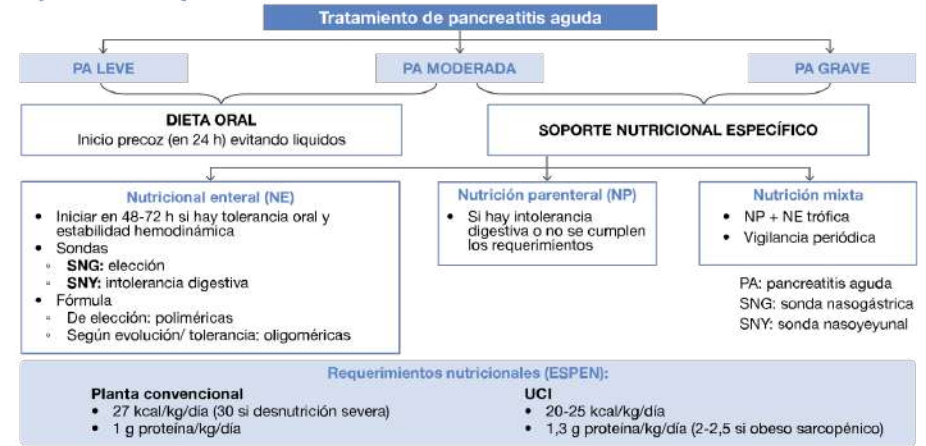 Tratamiento de pancreatitis aguda
PA LEVE
PA MODERADA
PA GRAVE
DIETA ORAL
Inicio precoz (en 24 h) evitando liquidos
SOPORTE NUTRICIONAL ESPECÍFICO
Nutricional enteral (NE)
• Iniciar en 48-72 h si hay tolerancia oral y
estabilidad hemodinámica
• Sondas
◦ SNG: elección
◦ SNY: intolerancia digestiva
• Fórmula
◦ De elección: poliméricas
◦ Según evolución/ tolerancia: oligoméricas
Nutrición parenteral (NP)
• Si hay intolerancia
digestiva o no se cumplen
los requerimientos
Nutrición mixta
• NP + NE trófica
• Vigilancia periódica
PA: pancreatitis aguda
SNG: sonda nasogástrica
SNY: sonda nasoyeyunal
Requerimientos nutricionales (ESPEN):
Planta convencional
• 27 kcal/kg/día (30 si desnutrición severa)
• 1 g proteína/kg/día
UCI
• 20-25 kcal/kg/día
• 1,3 g proteína/kg/día (2-2,5 si obeso sarcopénico)